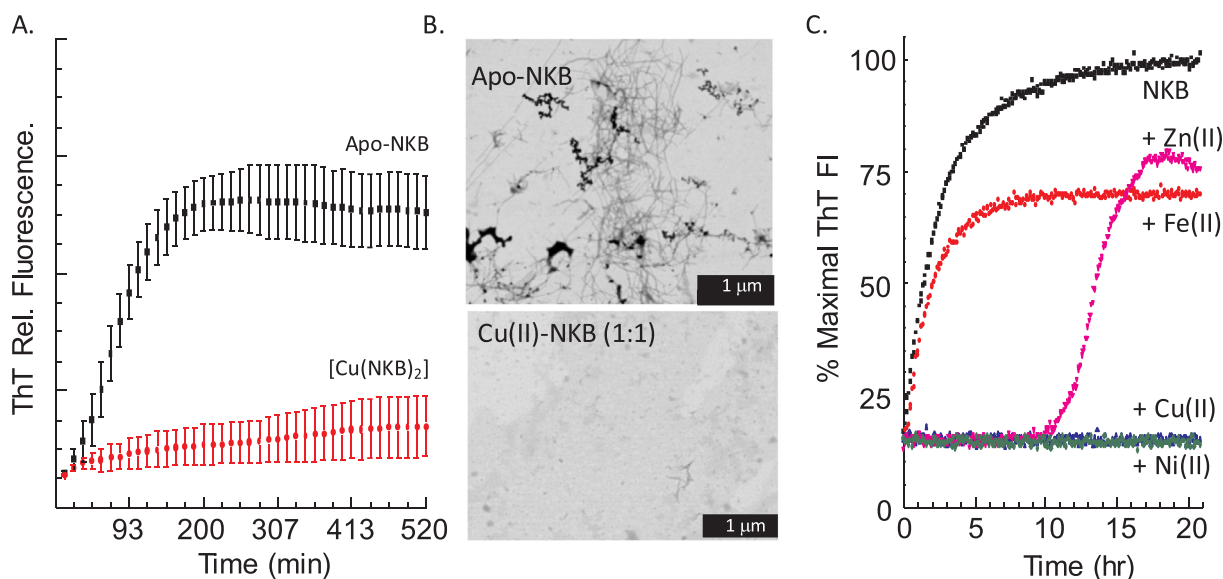 A.
ThT Rel. Fluorescence.
Apo-NKB
[Cu(NKB)₂]
93 200 307 413 520
Time (min)
B.
Apo-NKB
1 μm
Cu(II)-NKB (1:1)
1 μm
C.
% Maximal ThT FI
100
75
50
25
0
NKB
+ Zn(II)
+ Fe(II)
+ Cu(II)
+ Ni(II)
0 5 10 15 20
Time (hr)